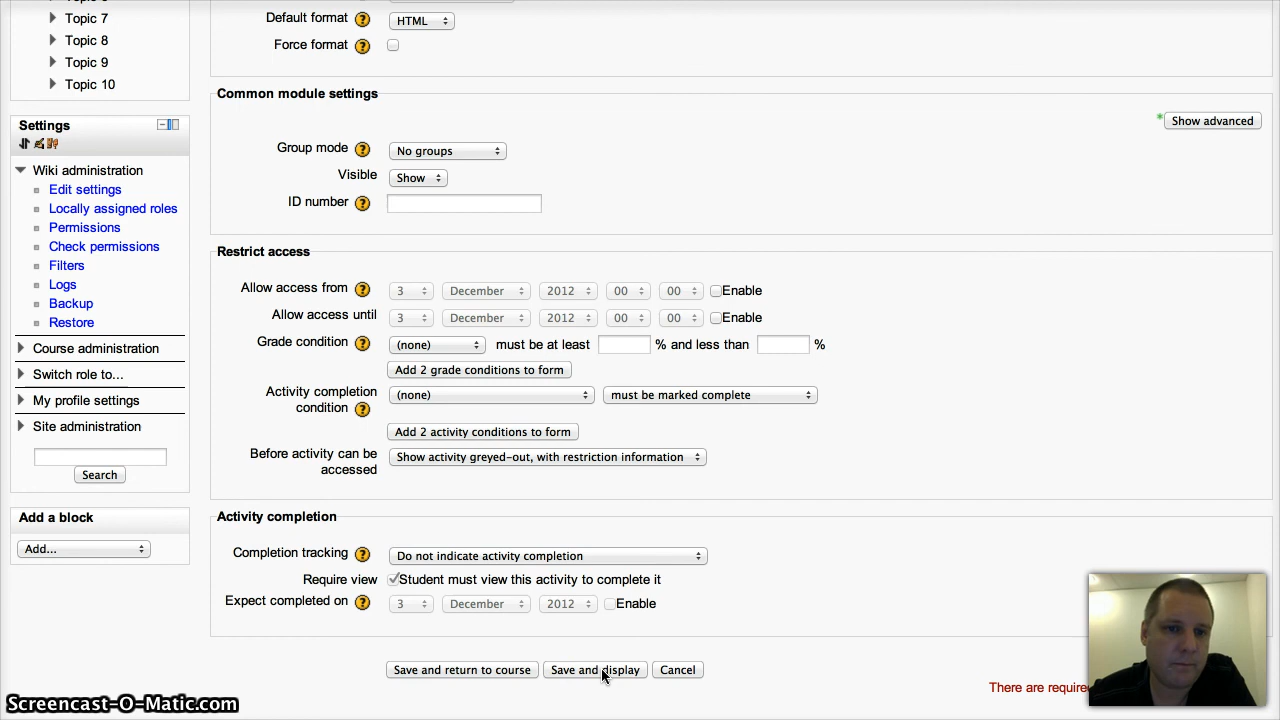 Topic 7
Topic 8
Topic 9
Topic 10
Settings
Wiki administration
Edit settings
Locally assigned roles
Permissions
Check permissions
Filters
Logs
Backup
Restore
Course administration
Switch role to...
My profile settings
Site administration
Search
Add a block
Add...
Default format ? HTML
Force format ?
Common module settings
* Show advanced
Group mode ? No groups
Visible Show
ID number ?
Restrict access
Allow access from ? 3 December 2012 00 00 Enable
Allow access until 3 December 2012 00 00 Enable
Grade condition ? (none) must be at least % and less than %
Add 2 grade conditions to form
Activity completion
condition ? (none) must be marked complete
Add 2 activity conditions to form
Before activity can be
accessed Show activity greyed-out, with restriction information
Activity completion
Completion tracking ? Do not indicate activity completion
Require view Student must view this activity to complete it
Expect completed on ? 3 December 2012 Enable
Save and return to course Save and display Cancel
There are
Screencast-O-Matic.com